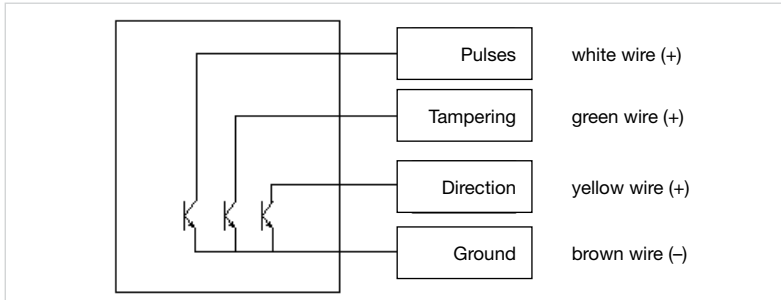 Pulses white wire (+)
Tampering green wire (+)
Direction yellow wire (+)
Ground brown wire (–)